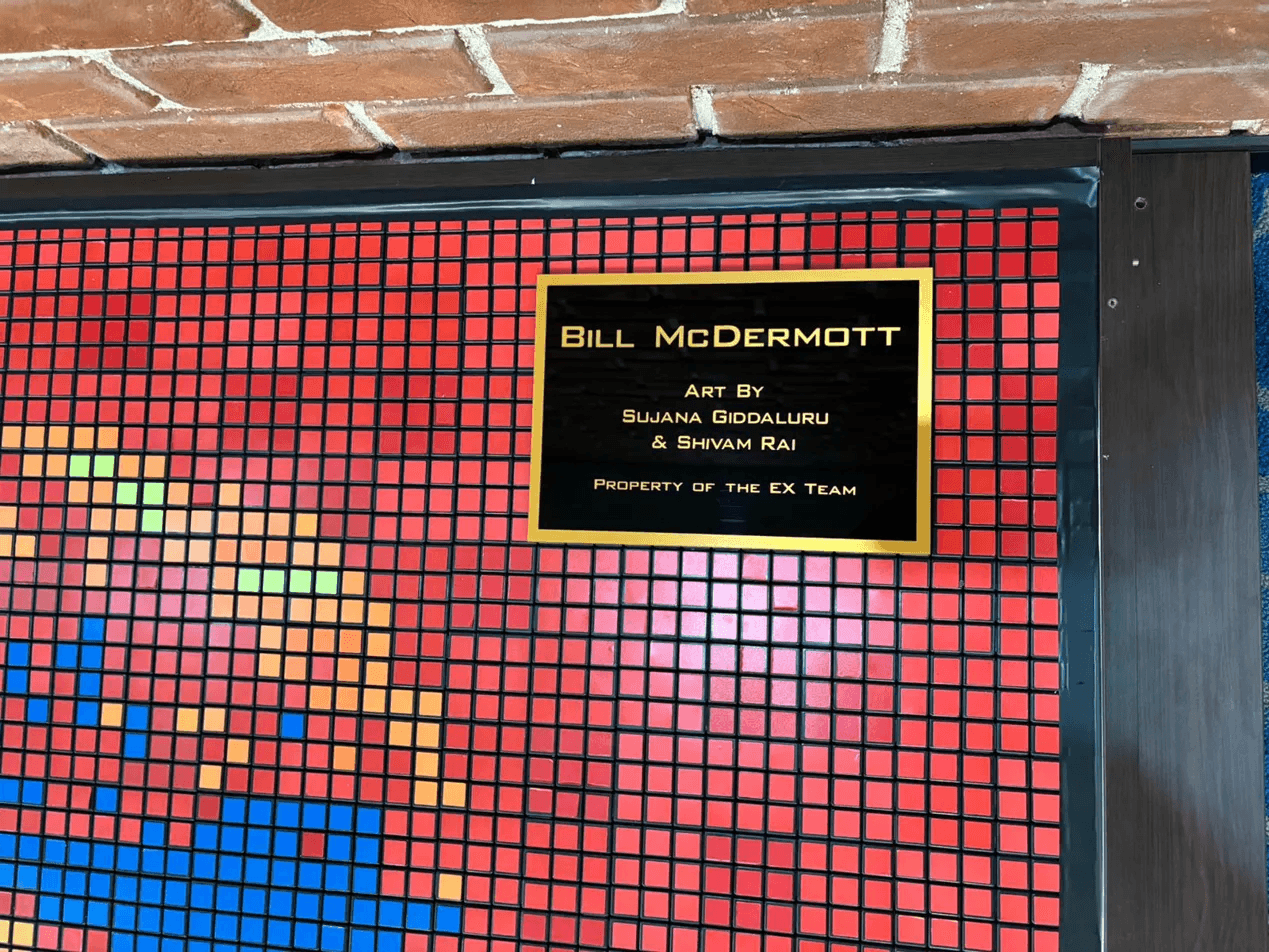 Bill McDermott
Art By
Sujana Giddaluru
& Shivam Rai
Property of the EX Team